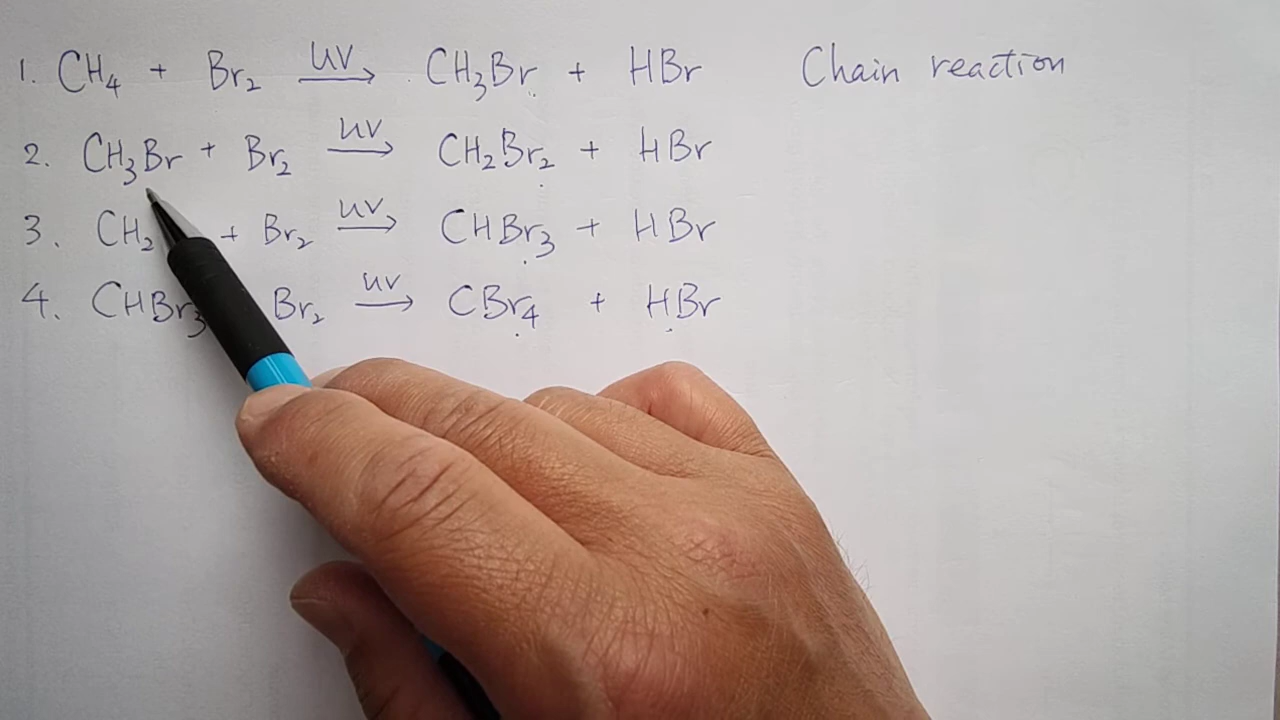 1. CH₄ + Br₂ UV→ CH₃Br + HBr Chain reaction
2. CH₃Br + Br₂ UV→ CH₂Br₂ + HBr
3. CH₂ + Br₂ UV→ CHBr₃ + HBr
4. CHBr₃ Br₂ UV→ CBr₄ + HBr